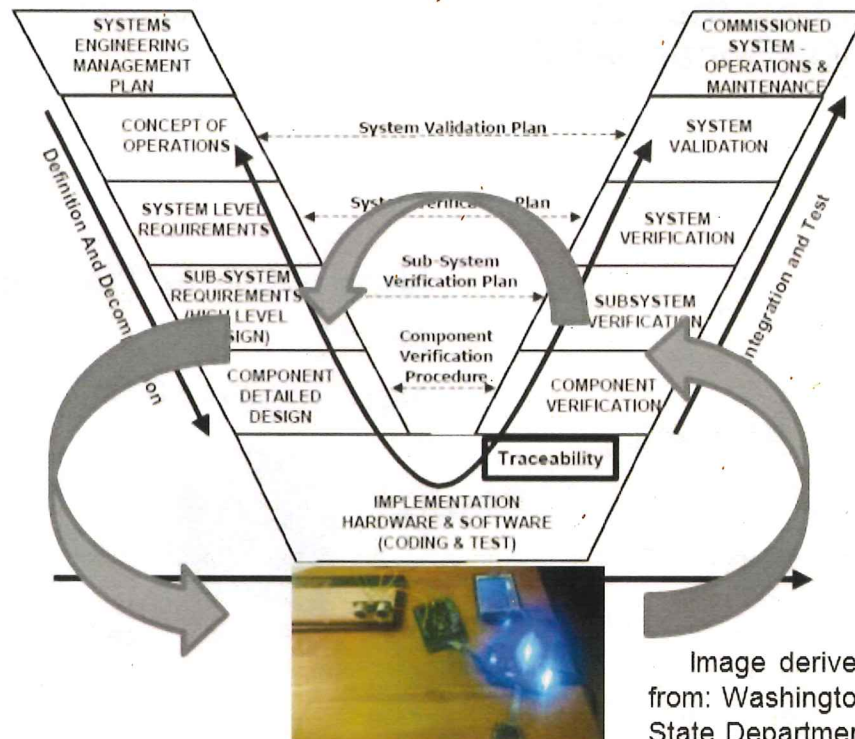 SYSTEMS
ENGINEERING
MANAGEMENT
PLAN
COMMISSIONED
SYSTEM -
OPERATIONS &
MAINTENANCE
CONCEPT OF
OPERATIONS
System Validation Plan
SYSTEM
VALIDATION
SYSTEM LEVEL
REQUIREMENTS
Plan
SYSTEM
VERIFICATION
SUB-SYSTEM
REQUIREMENTS
Sub-System
Verification Plan
SUBSYSTEM
VERIFICATION
COMPONENT
DETAILED
DESIGN
Component
Verification
Procedure
COMPONENT
VERIFICATION
Definition And
and Test
Traceability
IMPLEMENTATION
HARDWARE & SOFTWARE
(CODING & TEST)
Image derive
from: Washingto
State Departmen